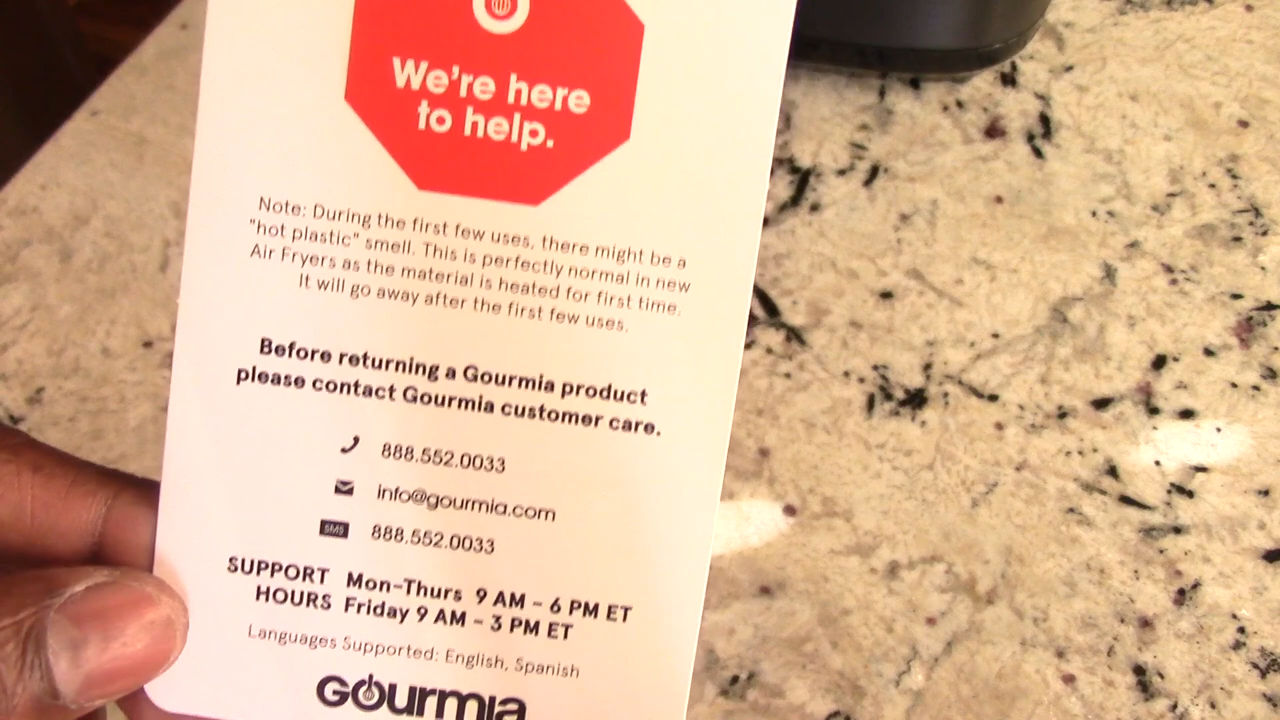 We're here
to help.
Note: During the first few uses, there might be a
"hot plastic" smell. This is perfectly normal in new
Air Fryers as the material is heated for first time.
It will go away after the first few uses.
Before returning a Gourmia product
please contact Gourmia customer care.
888.552.0033
info@gourmia.com
SMS 888.552.0033
SUPPORT Mon-Thurs 9 AM - 6 PM ET
HOURS Friday 9 AM - 3 PM ET
Languages Supported: English, Spanish
Gourmia